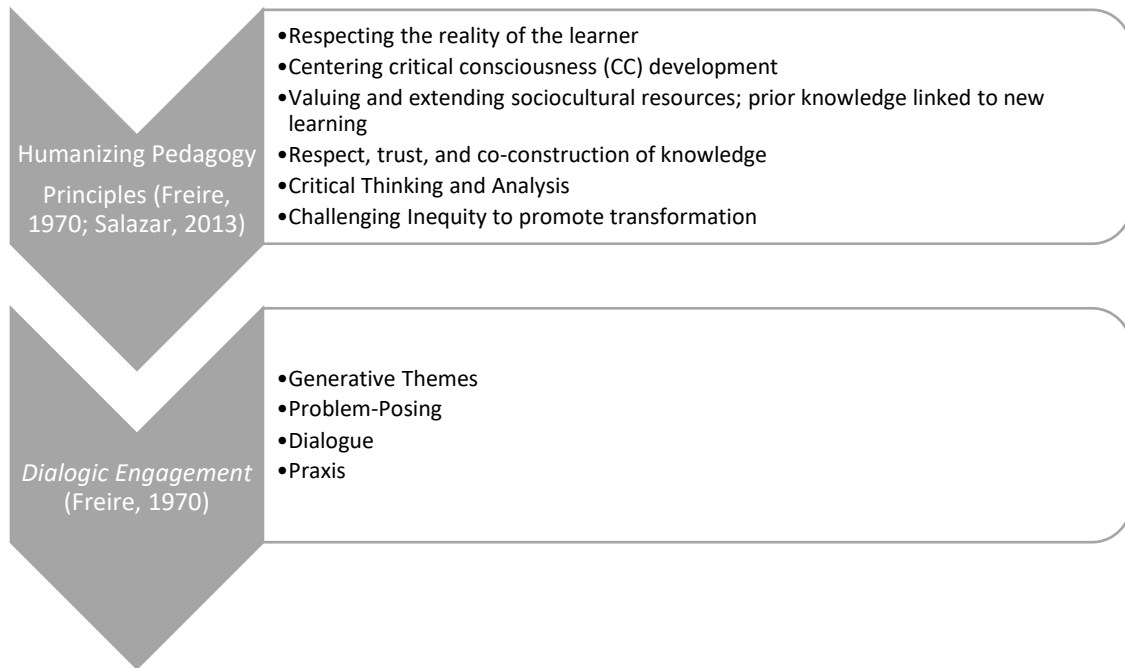 Humanizing Pedagogy
Principles (Freire,
1970; Salazar, 2013)
•Respecting the reality of the learner
•Centering critical consciousness (CC) development
•Valuing and extending sociocultural resources; prior knowledge linked to new
learning
•Respect, trust, and co-construction of knowledge
•Critical Thinking and Analysis
•Challenging Inequity to promote transformation
Dialogic Engagement
(Freire, 1970)
•Generative Themes
•Problem-Posing
•Dialogue
•Praxis